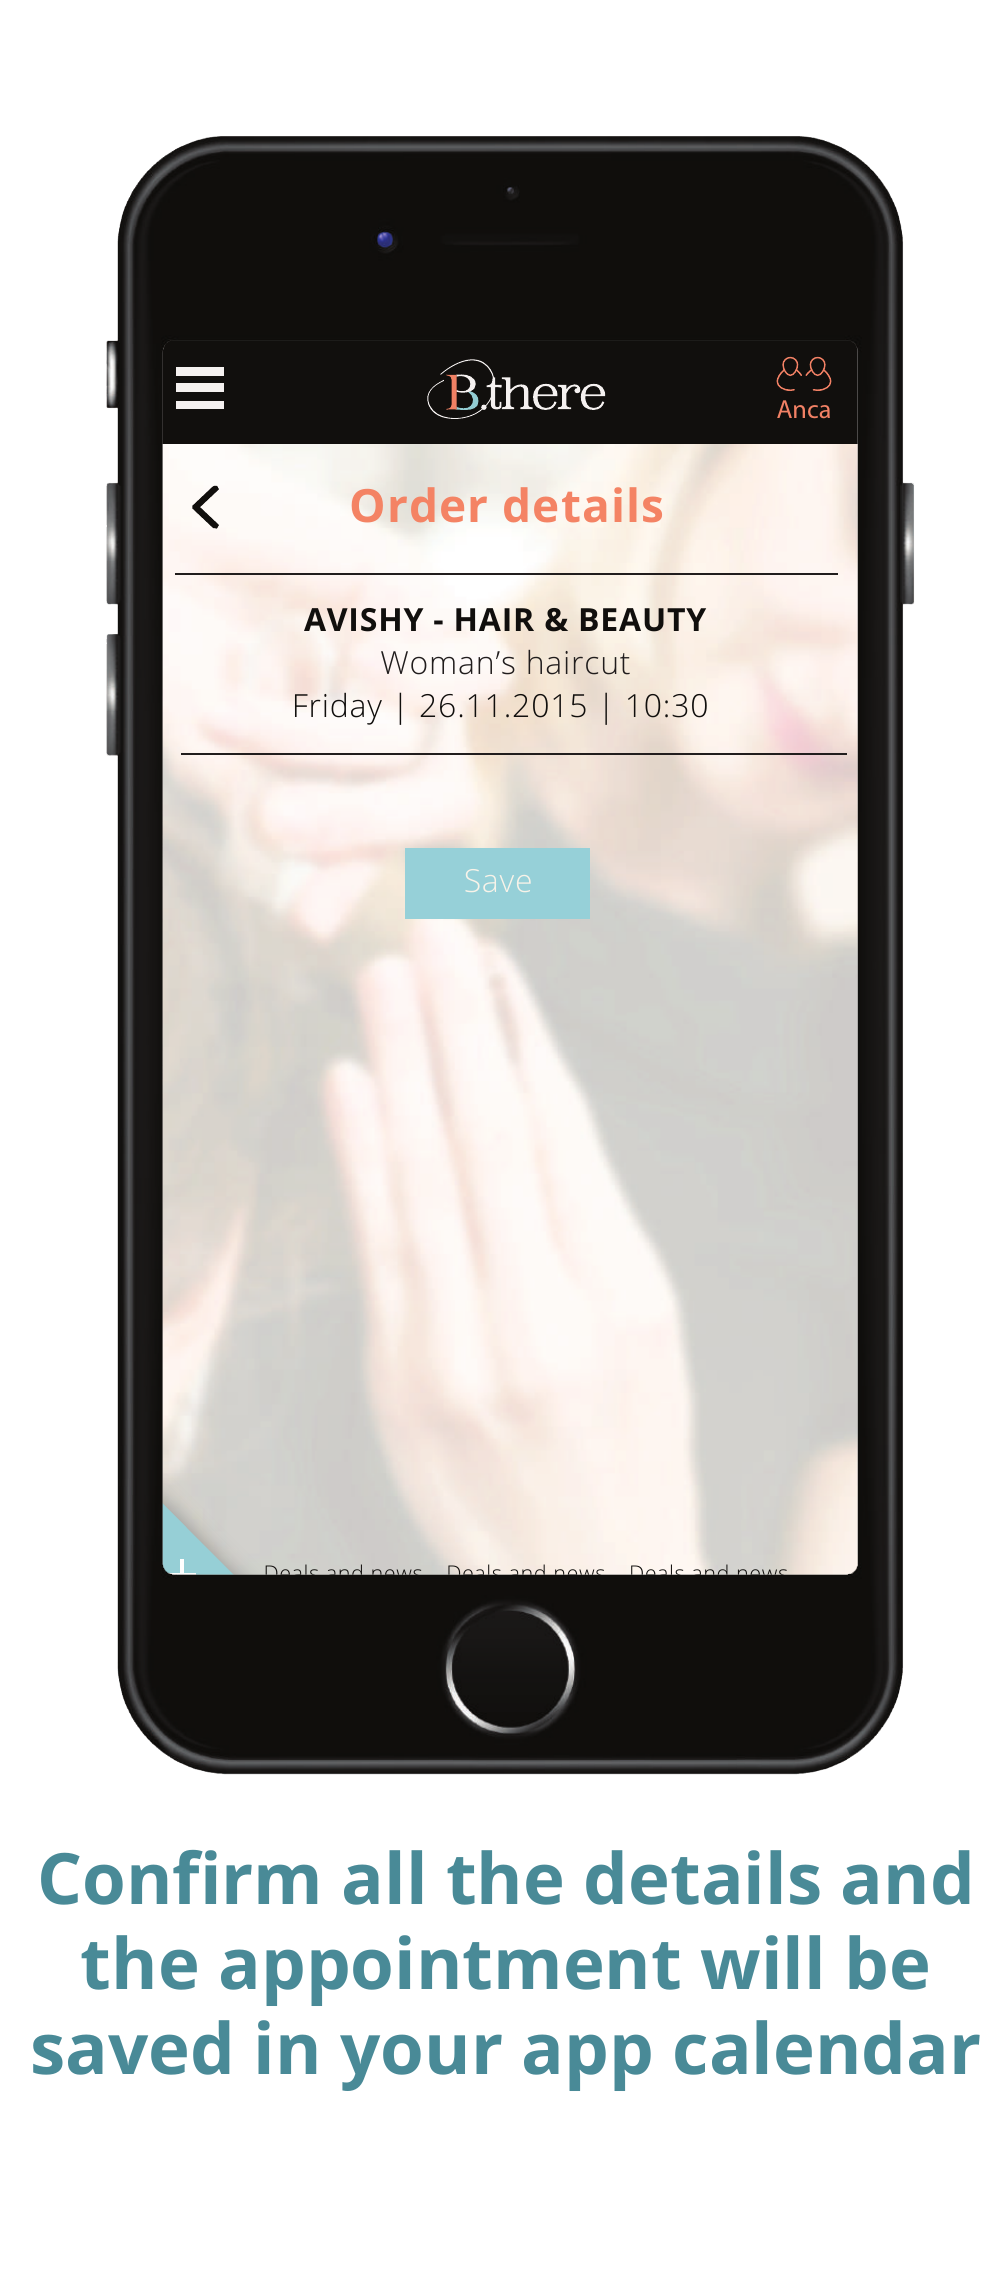 B.there
Anca
Order details
AVISHY - HAIR & BEAUTY
Woman’s haircut
Friday | 26.11.2015 | 10:30
Save
Deals and news Deals and news Deals and news
Confirm all the details and
the appointment will be
saved in your app calendar